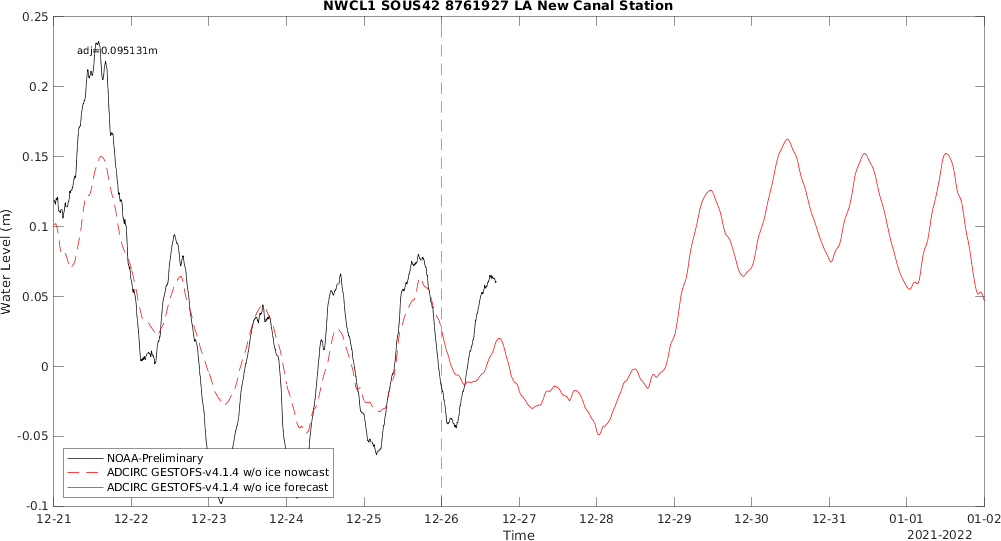 NWCL1 SOUS42 8761927 LA New Canal Station
adj=0.095131m
Water Level (m)
0.25
0.2
0.15
0.1
0.05
0
-0.05
-0.1
NOAA-Preliminary
ADCIRC GESTOFS-v4.1.4 w/o ice nowcast
ADCIRC GESTOFS-v4.1.4 w/o ice forecast
12-21 12-22 12-23 12-24 12-25 12-26 12-27 12-28 12-29 12-30 12-31 01-01 01-02
Time
2021-2022